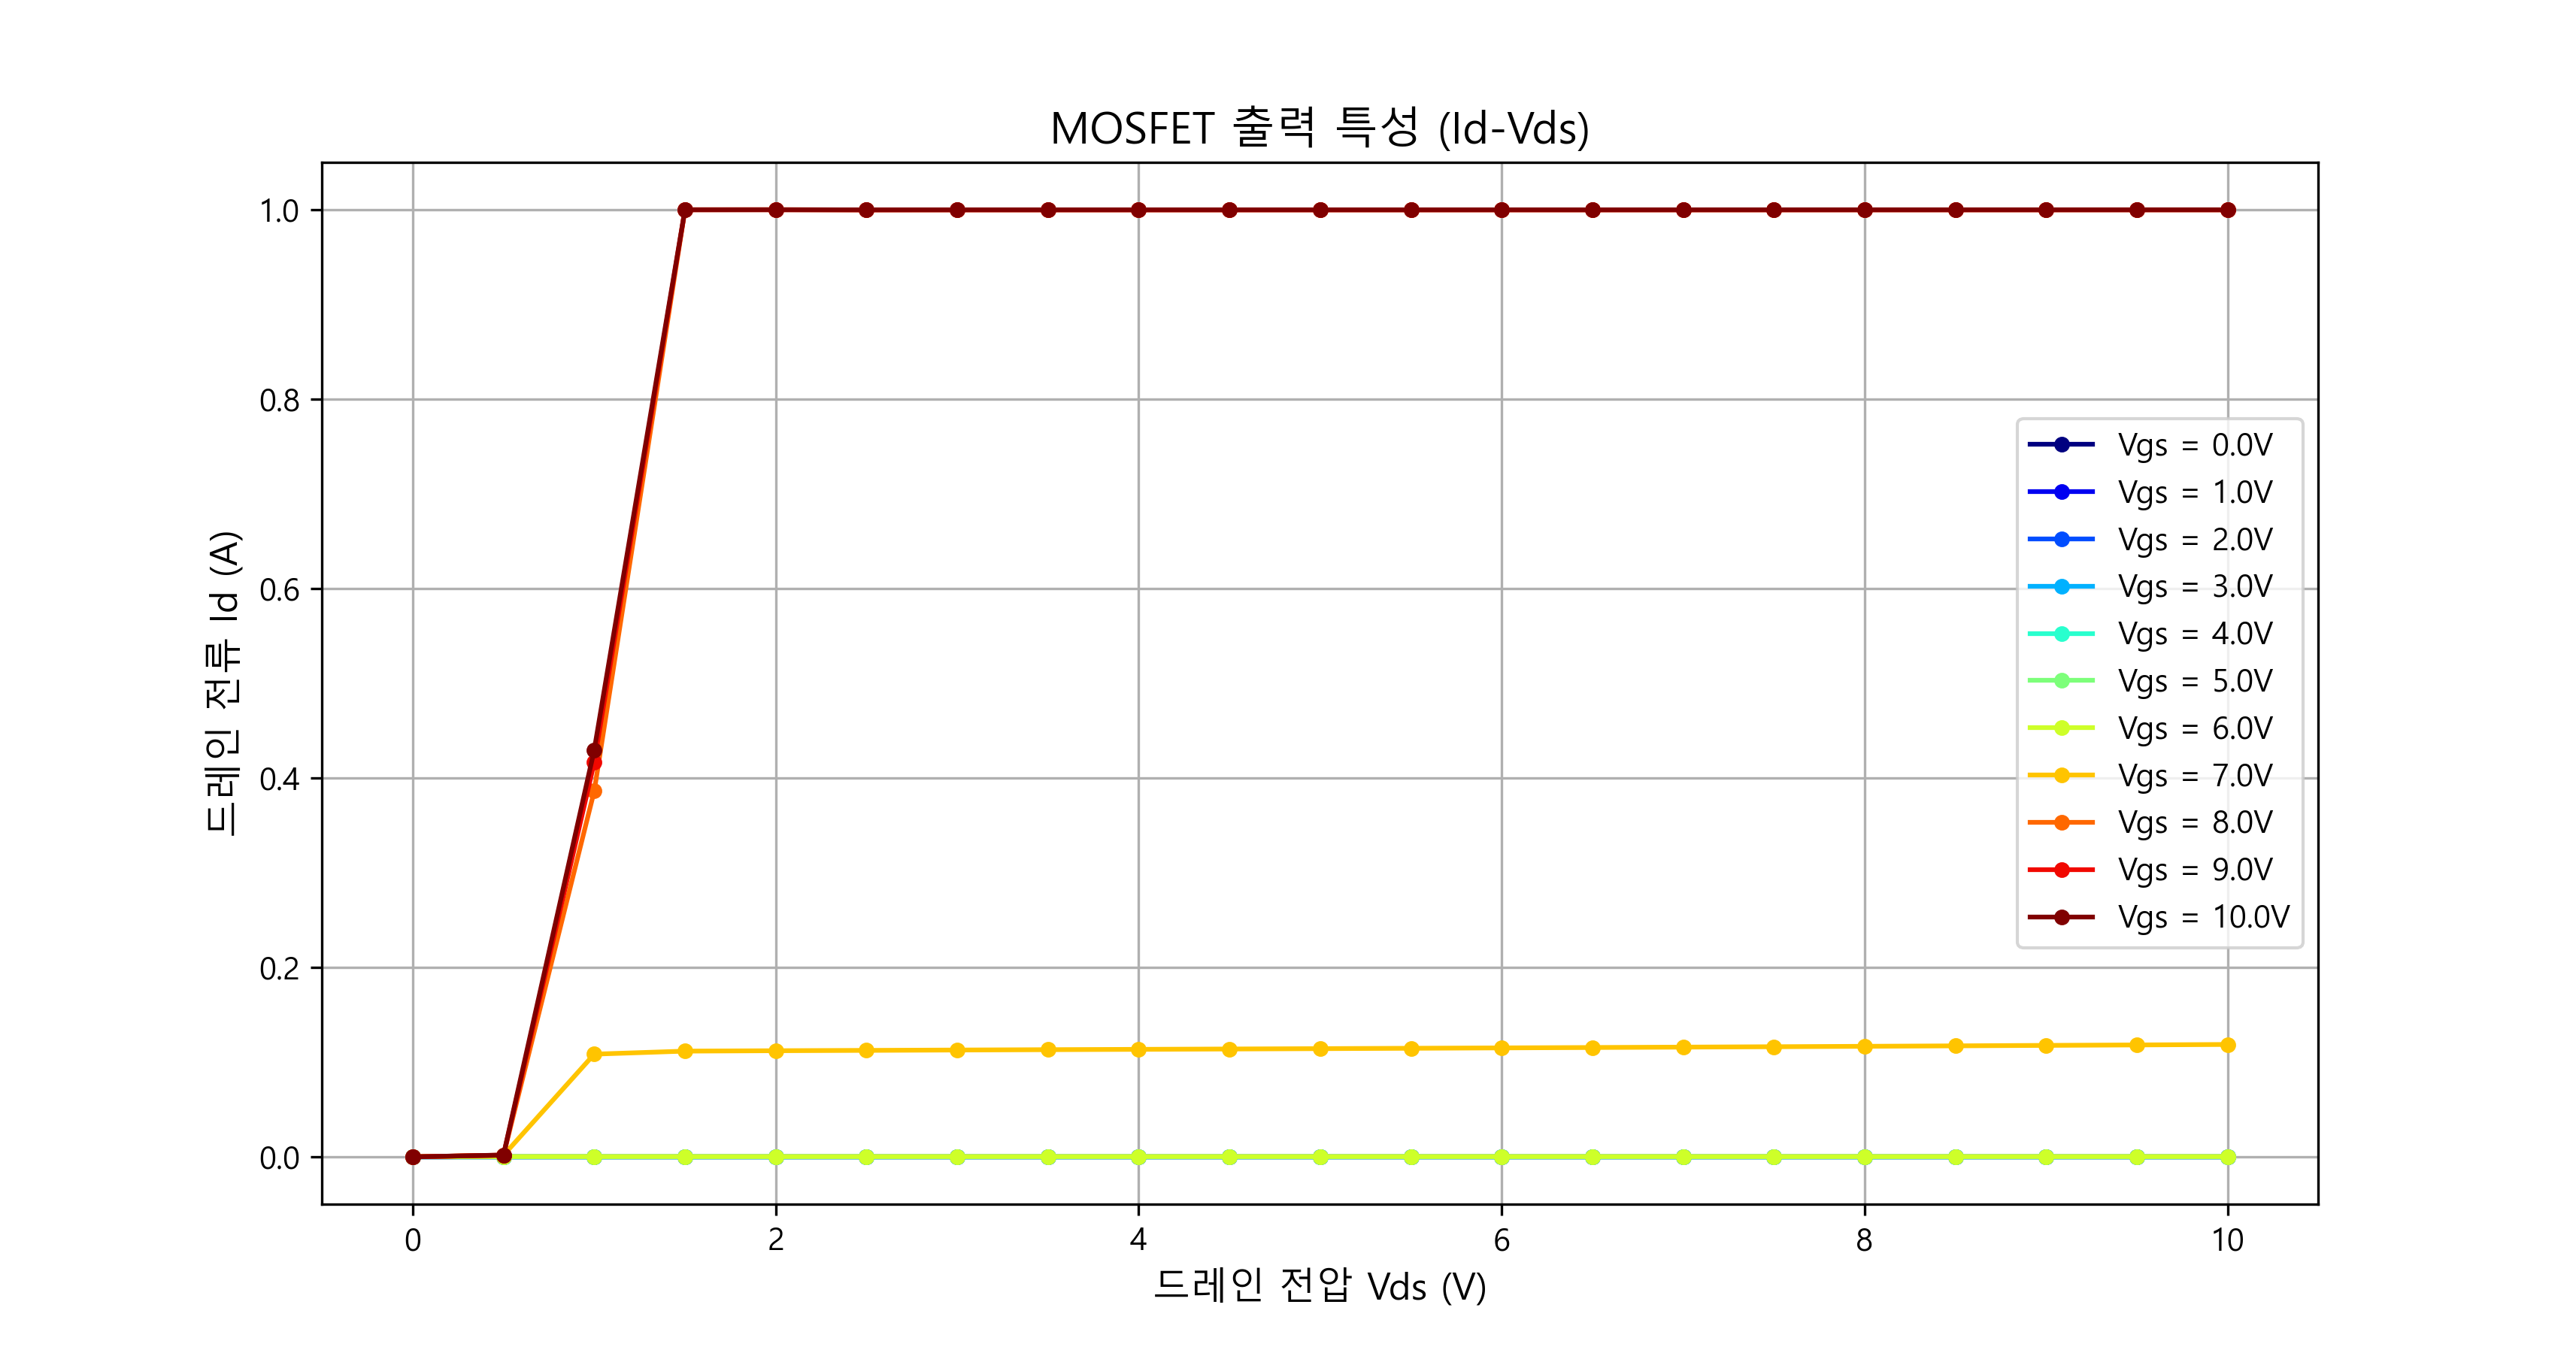 MOSFET 출력 특성 (Id-Vds)
드레인 전류 Id (A)
1.0
0.8
0.6
0.4
0.2
0.0
Vgs = 0.0V
Vgs = 1.0V
Vgs = 2.0V
Vgs = 3.0V
Vgs = 4.0V
Vgs = 5.0V
Vgs = 6.0V
Vgs = 7.0V
Vgs = 8.0V
Vgs = 9.0V
Vgs = 10.0V
0 2 4 6 8 10
드레인 전압 Vds (V)